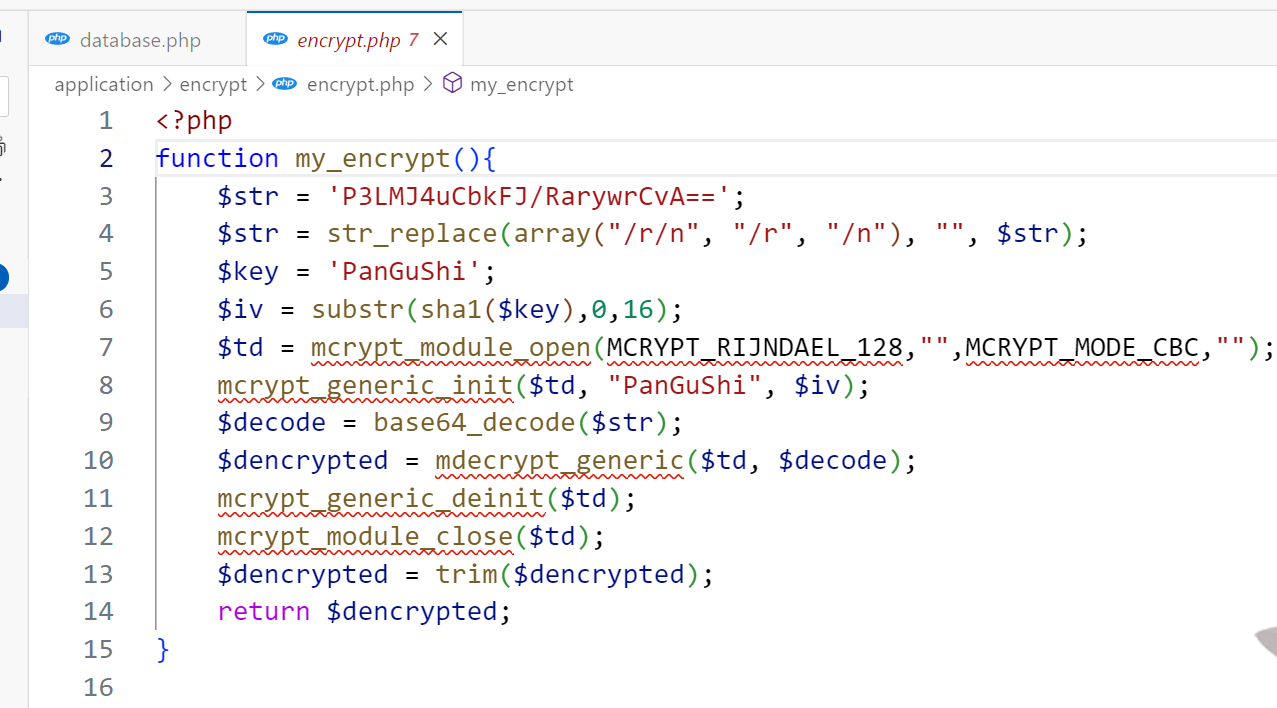 php database.php php encrypt.php 7
application > encrypt > php encrypt.php > my_encrypt
1 <?php
2 function my_encrypt(){
3     $str = 'P3LMJ4uCbkFJ/RarywrCvA==';
4     $str = str_replace(array("/r/n", "/r", "/n"), "", $str);
5     $key = 'PanGuShi';
6     $iv = substr(sha1($key),0,16);
7     $td = mcrypt_module_open(MCRYPT_RIJNDAEL_128,"",MCRYPT_MODE_CBC,"");
8     mcrypt_generic_init($td, "PanGuShi", $iv);
9     $decode = base64_decode($str);
10     $dencrypted = mdecrypt_generic($td, $decode);
11     mcrypt_generic_deinit($td);
12     mcrypt_module_close($td);
13     $dencrypted = trim($dencrypted);
14     return $dencrypted;
15 }
16